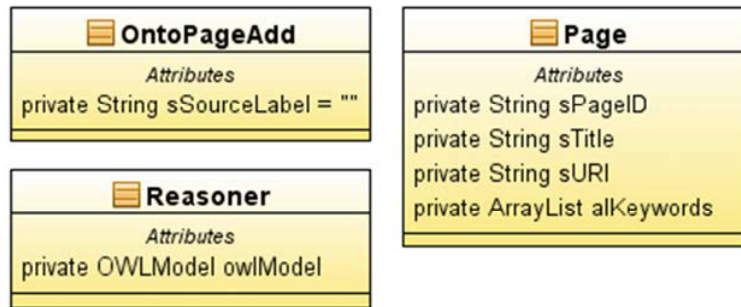 OntoPageAdd
Attributes
private String sSourceLabel = ""
Reasoner
Attributes
private OWLModel owlModel
Page
Attributes
private String sPageID
private String sTitle
private String sURI
private ArrayList alKeywords